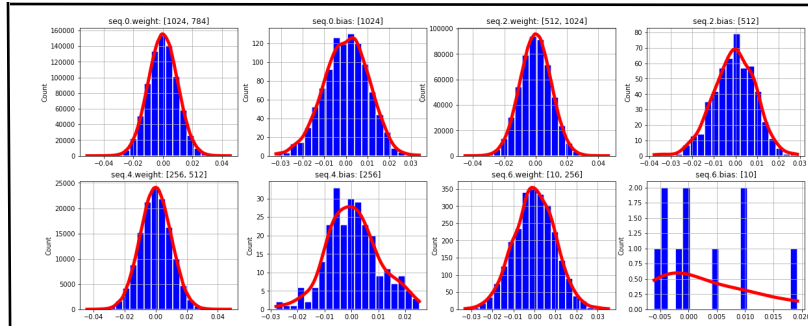 seq.0.weight: [1024, 784]
160000
140000
120000
100000
80000
60000
40000
20000
0
Count
−0.04 −0.02 0.00 0.02 0.04
seq.0.bias: [1024]
120
100
80
60
40
20
0
Count
−0.03 −0.02 −0.01 0.00 0.01 0.02 0.03
seq.2.weight: [512, 1024]
100000
80000
60000
40000
20000
0
Count
−0.04 −0.02 0.00 0.02 0.04
seq.2.bias: [512]
80
70
60
50
40
30
20
10
0
Count
−0.04 −0.03 −0.02 −0.01 0.00 0.01 0.02 0.03
seq.4.weight: [256, 512]
25000
20000
15000
10000
5000
0
Count
−0.04 −0.02 0.00 0.02 0.04
seq.4.bias: [256]
30
25
20
15
10
5
0
Count
−0.03 −0.02 −0.01 0.00 0.01 0.02
seq.6.weight: [10, 256]
350
300
250
200
150
100
50
0
Count
−0.03 −0.02 −0.01 0.00 0.01 0.02 0.03
seq.6.bias: [10]
2.00
1.75
1.50
1.25
1.00
0.75
0.50
0.25
0.00
Count
−0.005 0.000 0.005 0.010 0.015